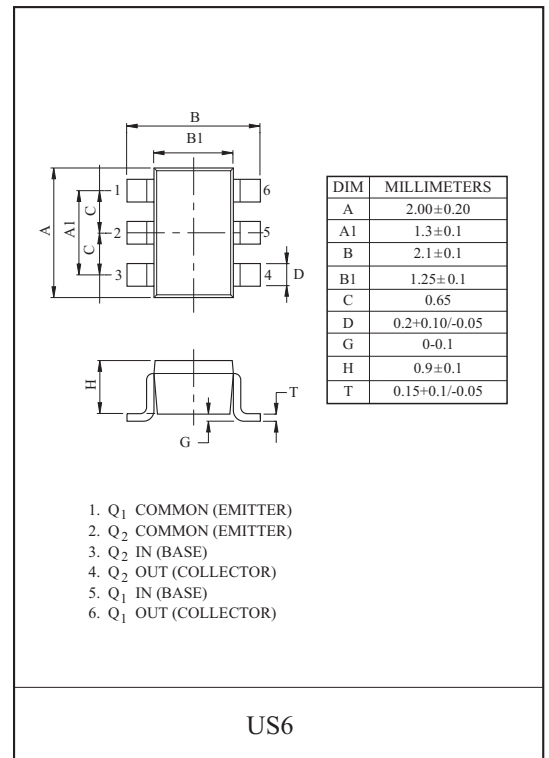 B
B1
1
6
A
A1
C
C
2
5
3
4
D
H
T
G
DIM MILLIMETERS
A 2.00±0.20
A1 1.3±0.1
B 2.1±0.1
B1 1.25±0.1
C 0.65
D 0.2+0.10/-0.05
G 0-0.1
H 0.9±0.1
T 0.15+0.1/-0.05
1. Q1 COMMON (EMITTER)
2. Q2 COMMON (EMITTER)
3. Q2 IN (BASE)
4. Q2 OUT (COLLECTOR)
5. Q1 IN (BASE)
6. Q1 OUT (COLLECTOR)
US6